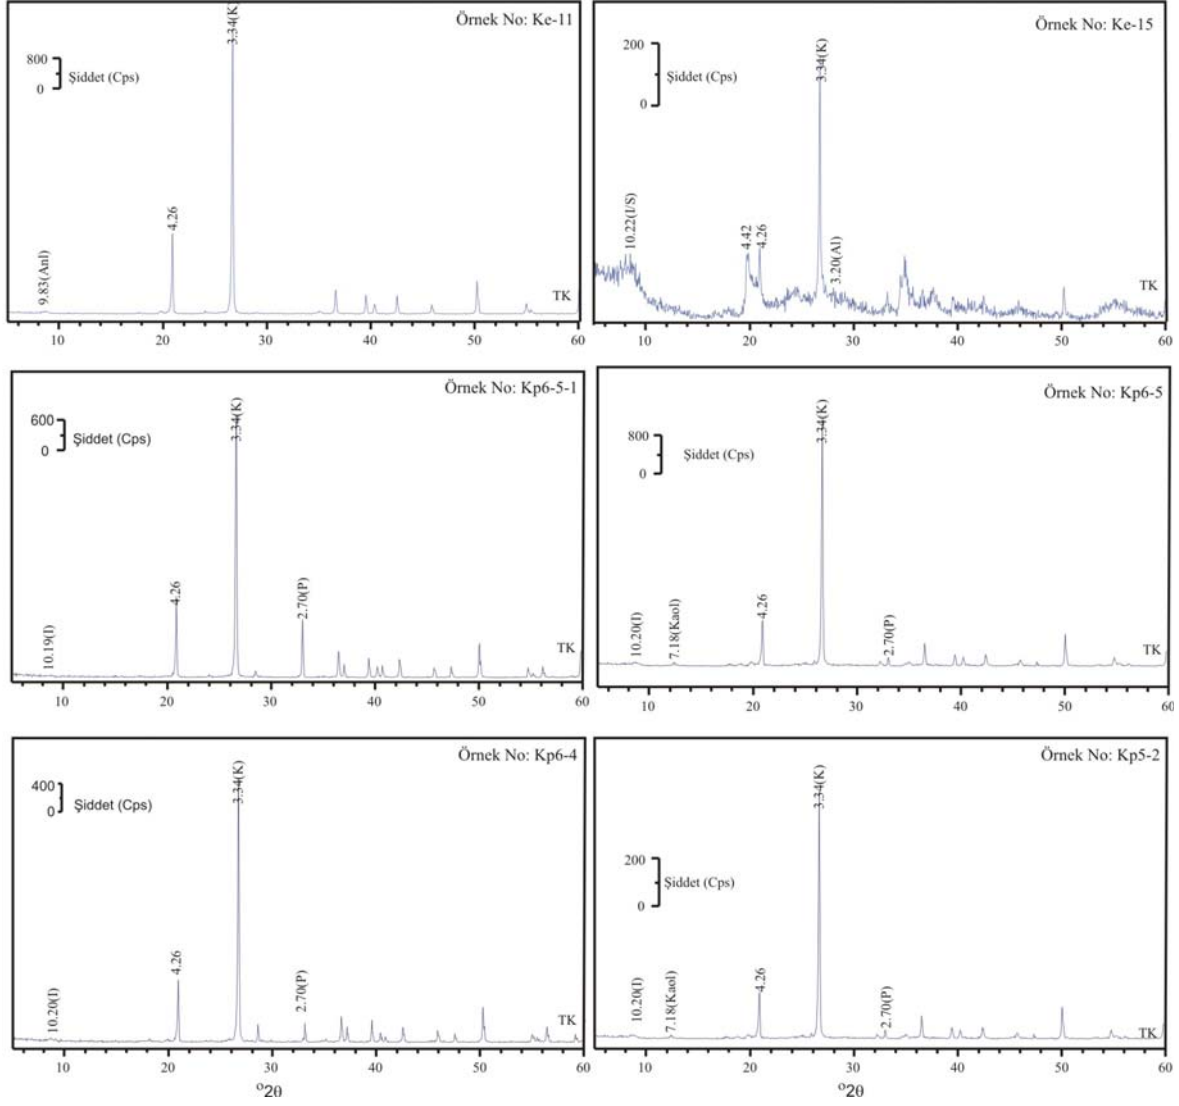 Örnek No: Ke-11
800
0
Şiddet (Cps)
9.83(Anl)
4.26
3.34(K)
TK
10 20 30 40 50 60
Örnek No: Ke-15
200
0
Şiddet (Cps)
10.22(I/S)
4.42
4.26
3.34(K)
3.20(Al)
TK
10 20 30 40 50 60
Örnek No: Kp6-5-1
600
0
Şiddet (Cps)
10.19(I)
4.26
3.34(K)
2.70(P)
TK
10 20 30 40 50 60
Örnek No: Kp6-5
800
0
Şiddet (Cps)
10.20(I)
7.18(Kaol)
4.26
3.34(K)
2.70(P)
TK
10 20 30 40 50 60
Örnek No: Kp6-4
400
0
Şiddet (Cps)
10.20(I)
4.26
3.34(K)
2.70(P)
TK
10 20 30 40 50 60
°2θ
Örnek No: Kp5-2
200
0
Şiddet (Cps)
10.20(I)
7.18(Kaol)
4.26
3.34(K)
2.70(P)
TK
10 20 30 40 50 60
°2θ